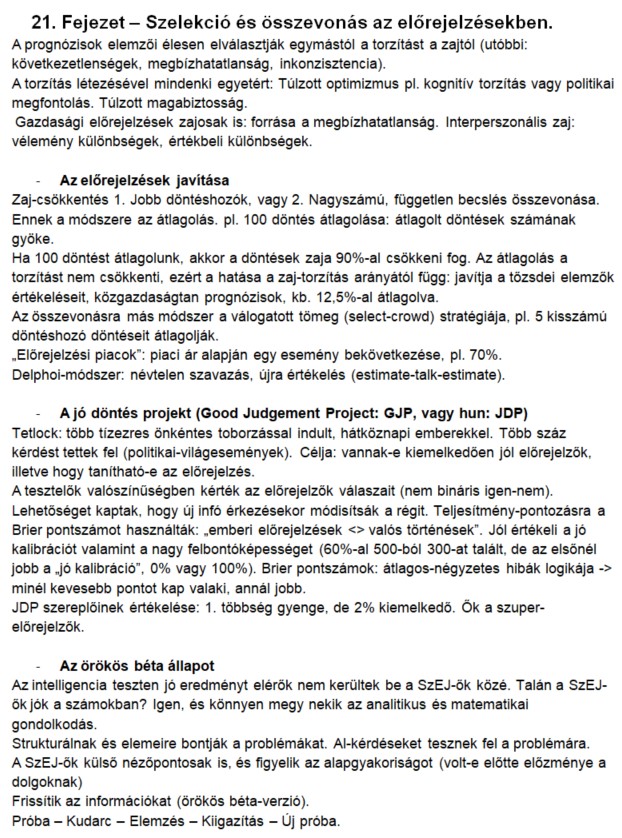 21. Fejezet – Szelekció és összevonás az előrejelzésekben.
A prognózisok elemzői élesen elválasztják egymástól a torzítást a zajtól (utóbbi:
következetlenségek, megbízhatatlanság, inkonzisztencia).
A torzítás létezésével mindenki egyetért: Túlzott optimizmus pl. kognitív torzítás vagy politikai
megfontolás. Túlzott magabiztosság.
Gazdasági előrejelzések zajosak is: forrása a megbízhatatlanság. Interperszonális zaj:
vélemény különbségek, értékbeli különbségek.
- Az előrejelzések javítása
Zaj-csökkentés 1. Jobb döntéshozók, vagy 2. Nagyszámú, független becslés összevonása.
Ennek a módszere az átlagolás. pl. 100 döntés átlagolása: átlagolt döntések számának
gyöke.
Ha 100 döntést átlagolunk, akkor a döntések zaja 90%-al csökkeni fog. Az átlagolás a
torzítást nem csökkenti, ezért a hatása a zaj-torzítás arányától függ: javítja a tőzsdei elemzők
értékeléseit, közgazdaságtan prognózisok, kb. 12,5%-al átlagolva.
Az összevonásra más módszer a válogatott tömeg (select-crowd) stratégiája, pl. 5 kisszámú
döntéshozó döntéseit átlagolják.
„Előrejelzési piacok”: piaci ár alapján egy esemény bekövetkezése, pl. 70%.
Delphoi-módszer: névtelen szavazás, újra értékelés (estimate-talk-estimate).
- A jó döntés projekt (Good Judgement Project: GJP, vagy hun: JDP)
Tetlock: több tízezres önkéntes toborzással indult, hátköznapi emberekkel. Több száz
kérdést tettek fel (politikai-világesemények). Célja: vannak-e kiemelkedően jól előrejelzők,
illetve hogy tanítható-e az előrejelzés.
A tesztelők valószínűségben kérték az előrejelzők válaszait (nem bináris igen-nem).
Lehetőséget kaptak, hogy új infó érkezésekor módisítsák a régit. Teljesítmény-pontozásra a
Brier pontszámot használták: „emberi előrejelzések <> valós történések”. Jól értékeli a jó
kalibrációt valamint a nagy felbontóképességet (60%-al 500-ból 300-at talált, de az elsőnél
jobb a „jó kalibráció”, 0% vagy 100%). Brier pontszámok: átlagos-négyzetes hibák logikája ->
minél kevesebb pontot kap valaki, annál jobb.
JDP szereplőinek értékelése: 1. többség gyenge, de 2% kiemelkedő. Ők a szuper-
előrejelzők.
- Az örökös béta állapot
Az intelligencia teszten jó eredményt elérők nem kerültek be a SzEJ-ők közé. Talán a SzEJ-
ők jók a számokban? Igen, és könnyen megy nekik az analitikus és matematikai
gondolkodás.
Strukturálnak és elemeire bontják a problémákat. Al-kérdéseket tesznek fel a problémára.
A SzEJ-ők külső nézőpontosak is, és figyelik az alapgyakoriságot (volt-e előtte előzménye a
dolgoknak)
Frissítik az információkat (örökös béta-verzió).
Próba – Kudarc – Elemzés – Kiigazítás – Új próba.